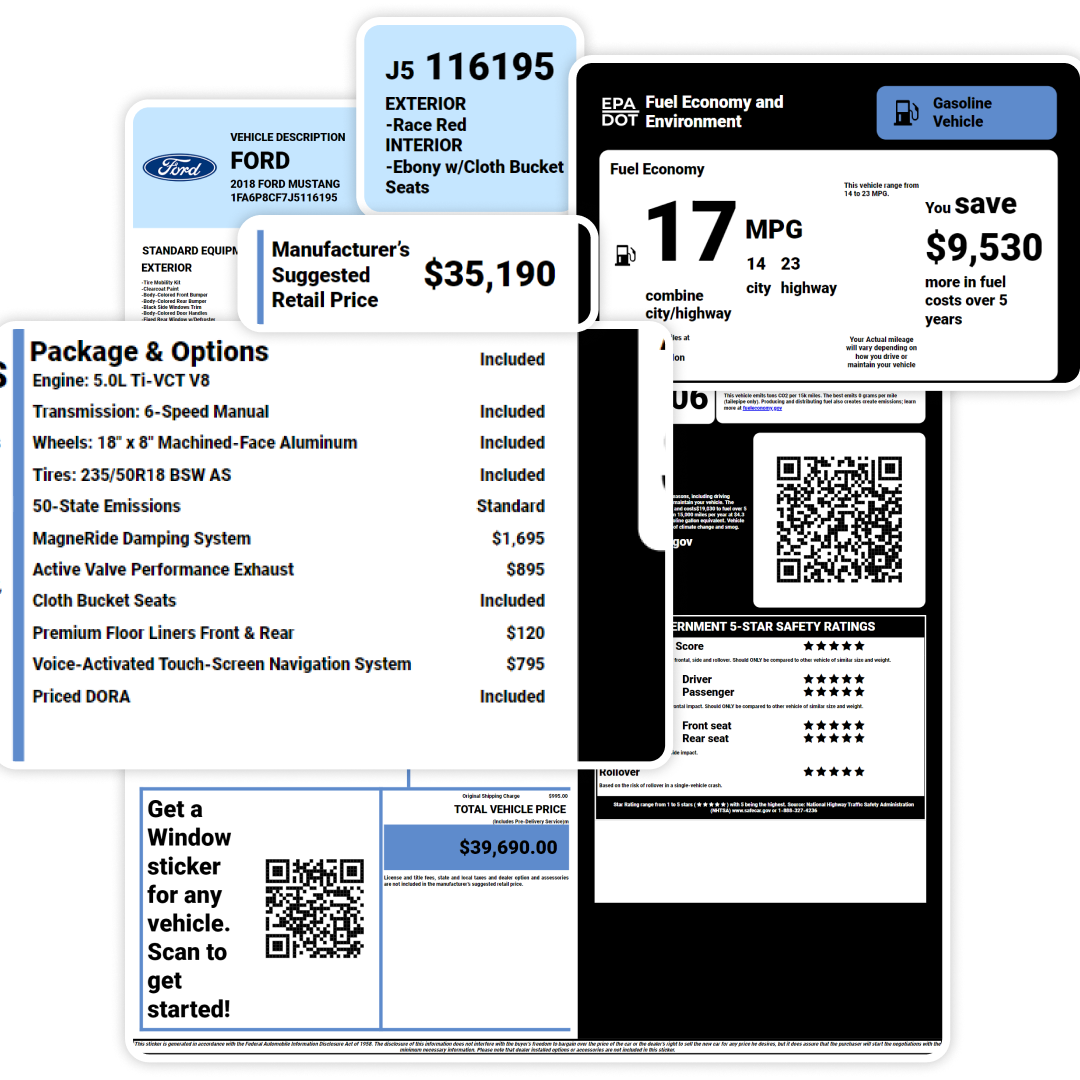 J5 116195
EXTERIOR
-Race Red
INTERIOR
-Ebony w/Cloth Bucket
Seats
Ford
VEHICLE DESCRIPTION
FORD
2018 FORD MUSTANG
1FA6P8CF7J5116195
STANDARD EQUIPM
EXTERIOR
-Tire Mobility Kit
-Clearcoat Paint
-Body-Colored Front Bumper
-Body-Colored Rear Bumper
-Black Side Windows Trim
-Body-Colored Door Handles
-Fixed Rear Window w/Defroster
Manufacturer's
Suggested
Retail Price
$35,190
EPA
DOT
Fuel Economy and
Environment
Gasoline
Vehicle
Fuel Economy
17 MPG
14 23
city highway
combine
city/highway
This vehicle range from
14 to 23 MPG.
You save
$9,530
more in fuel
costs over 5
years
Your Actual mileage
will vary depending on
how you drive or
maintain your vehicle
Package & Options
Included
Engine: 5.0L Ti-VCT V8
Transmission: 6-Speed Manual Included
Wheels: 18" x 8" Machined-Face Aluminum Included
Tires: 235/50R18 BSW AS Included
50-State Emissions Standard
MagneRide Damping System $1,695
Active Valve Performance Exhaust $895
Cloth Bucket Seats Included
Premium Floor Liners Front & Rear $120
Voice-Activated Touch-Screen Navigation System $795
Priced DORA Included
les at
lon
06
This vehicle emits tons CO2 per 15k miles. The best emits 0 grams per mile
(tailpipe only). Producing and distributing fuel also creates create emissions; learn
more at fueleconomy.gov
easons, including driving
maintain your vehicle. The
and costs$19,030 to fuel over 5
n 15,000 miles per year at $4.3
oline gallon equivalent. Vehicle
of climate change and smog.
gov
ERNMENT 5-STAR SAFETY RATINGS
Score ★★★★★
frontal, side and rollover. Should ONLY be compared to other vehicle of similar size and weight.
Driver ★★★★★
Passenger ★★★★★
ontal impact. Should ONLY be compared to other vehicle of similar size and weight.
Front seat ★★★★★
Rear seat ★★★★★
ide impact.
Rollover ★★★★★
Based on the risk of rollover in a single-vehicle crash.
Star Rating range from 1 to 5 stars ( ★★★★★ ) with 5 being the highest. Source: National Highway Traffic Safety Administration
(NHTSA) www.safecar.gov or 1-888-327-4236
Get a
Window
sticker
for any
vehicle.
Scan to
get
started!
Original Shipping Charge $995.00
TOTAL VEHICLE PRICE
(Includes Pre-Delivery Service)m
$39,690.00
License and title fees, state and local taxes and dealer option and assessories
are not included in the manufacturer's suggested retail price.
"This sticker is generated in accordance with the Federal Automobile Information Disclosure Act of 1958. The disclosure of this information does not interfere with the buyer's freedom to bargain over the price of the car or the dealer's right to sell the new car for any price he desires, but it does assure that the purchaser will start the negotiations with the
minimum necessary information. Please note that dealer installed options or accessories are not included in this sticker.